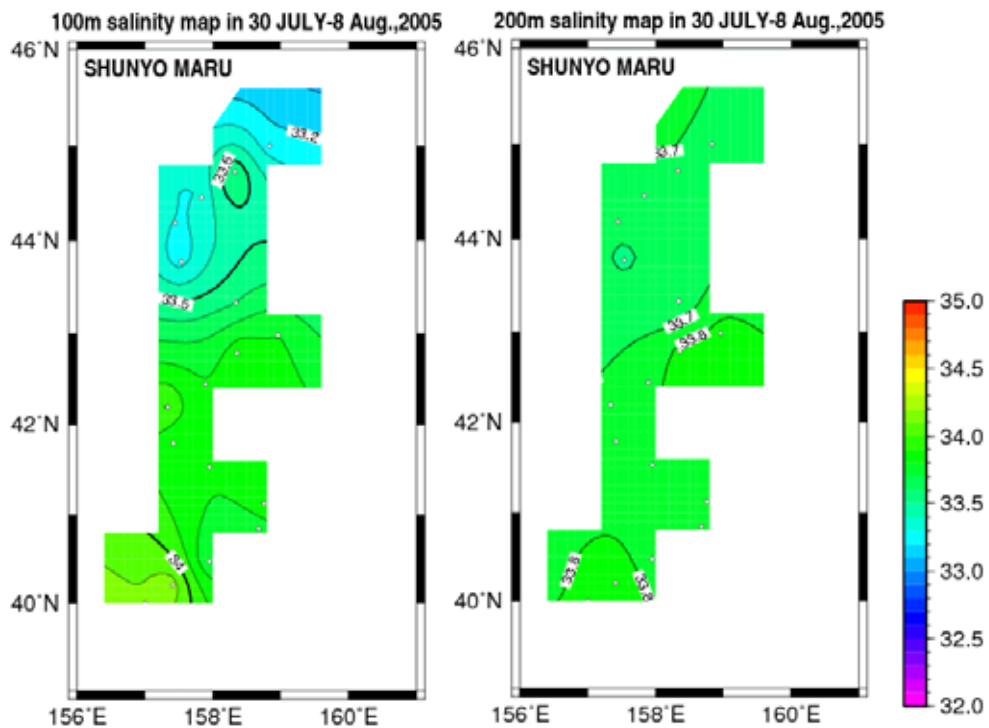 100m salinity map in 30 JULY-8 Aug.,2005
SHUNYO MARU
46°N
44°N
42°N
40°N
156°E
158°E
160°E
33.2
33.5
33.5
34
200m salinity map in 30 JULY-8 Aug.,2005
SHUNYO MARU
46°N
44°N
42°N
40°N
156°E
158°E
160°E
33.7
33.7
33.8
33.8
33.8
35.0
34.5
34.0
33.5
33.0
32.5
32.0